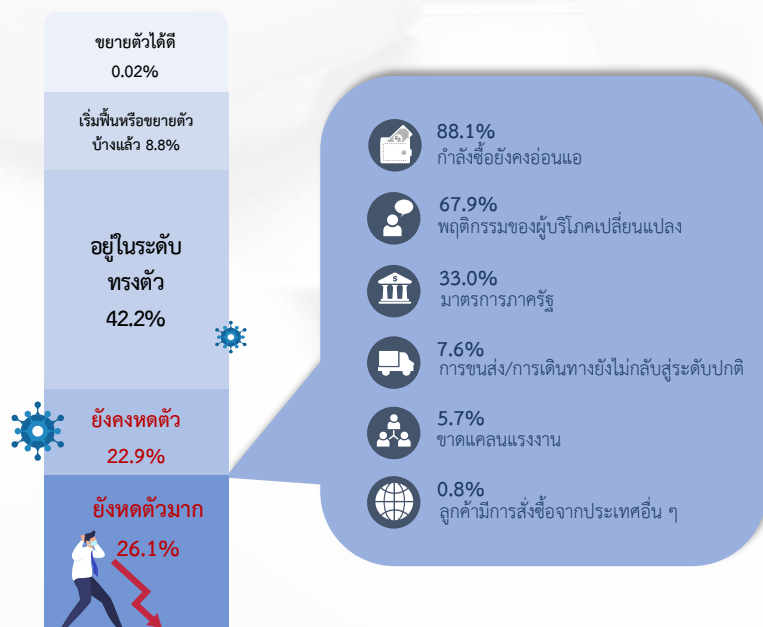 ขยายตัวได้ดี
0.02%
เริ่มฟื้นหรือขยายตัว
บ้างแล้ว 8.8%
อยู่ในระดับ
ทรงตัว
42.2%
ยังคงหดตัว
22.9%
ยังหดตัวมาก
26.1%
88.1%
กำลังซื้อยังคงอ่อนแอ
67.9%
พฤติกรรมของผู้บริโภคเปลี่ยนแปลง
33.0%
มาตรการภาครัฐ
7.6%
การขนส่ง/การเดินทางยังไม่กลับสู่ระดับปกติ
5.7%
ขาดแคลนแรงงาน
0.8%
ลูกค้ามีการสั่งซื้อจากประเทศอื่น ๆ